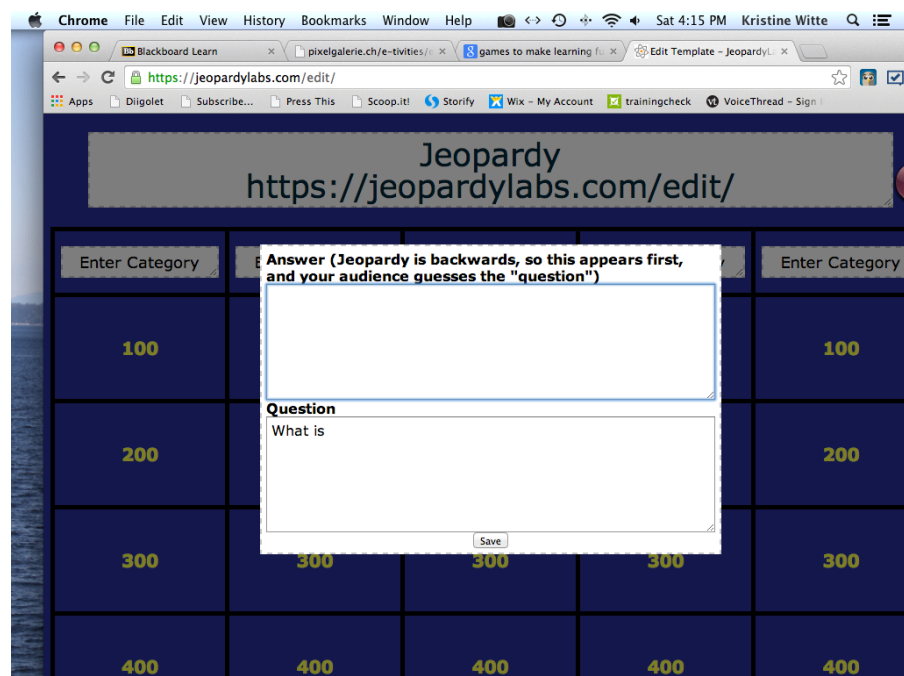 Chrome File Edit View History Bookmarks Window Help Sat 4:15 PM Kristine Witte
Bb Blackboard Learn pixelgalerie.ch/e-tivities/ games to make learning fu Edit Template – JeopardyL
https://jeopardylabs.com/edit/
Apps Diigolet Subscribe... Press This Scoop.it! Storify Wix – My Account trainingcheck VoiceThread – Sign
Jeopardy
https://jeopardylabs.com/edit/
Enter Category Enter Category
Answer (Jeopardy is backwards, so this appears first,
and your audience guesses the "question")
100 100
Question
What is
200 200
Save
300 300 300 300 300
400 400 400 400 400